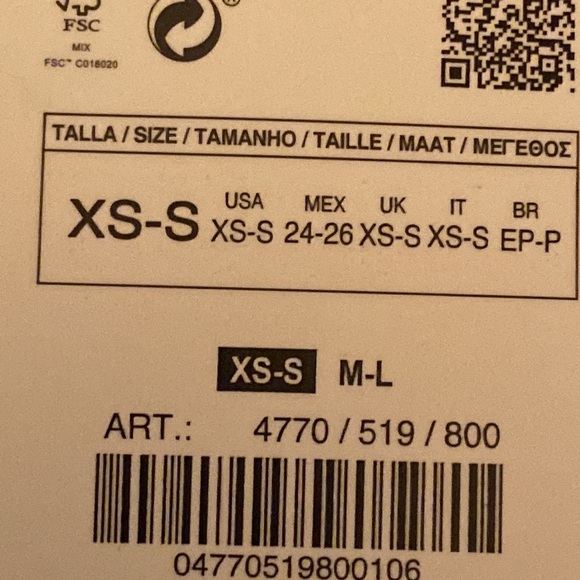 FSC
®
MIX
FSC™ C018020
TALLA / SIZE / TAMANHO / TAILLE / MAAT / ΜΕΓΕΘΟΣ
XS-S
USA MEX UK IT BR
XS-S 24-26 XS-S XS-S EP-P
XS-S M-L
ART.: 4770 / 519 / 800
04770519800106